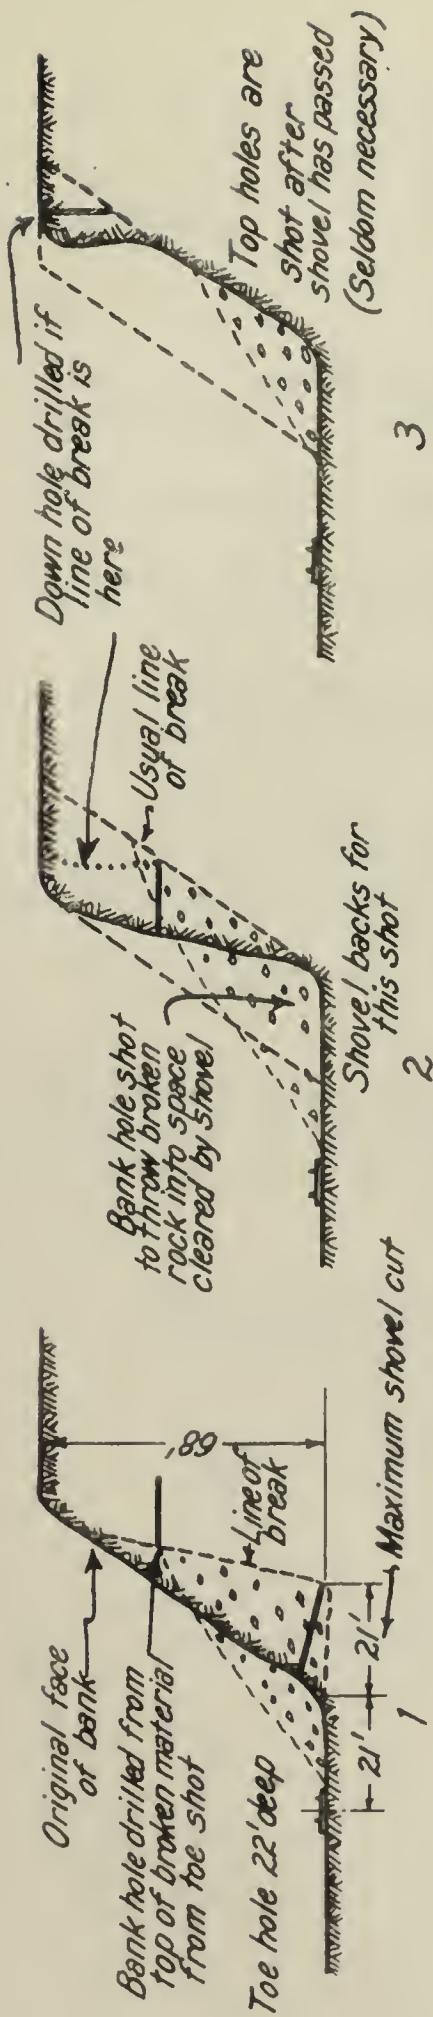 Original face
of bank
Bank hole drilled from
top of broken material
from toe shot
Toe hole 22' deep
68'
Line of
break
21'
21'
Maximum shovel cut
1
Bank hole shot
to throw broken
rock into space
cleared by shovel
Usual line
of break
Shovel backs for
this shot
2
Down hole drilled if
line of break is
here
Top holes are
shot after
shovel has passed
(Seldom necessary)
3